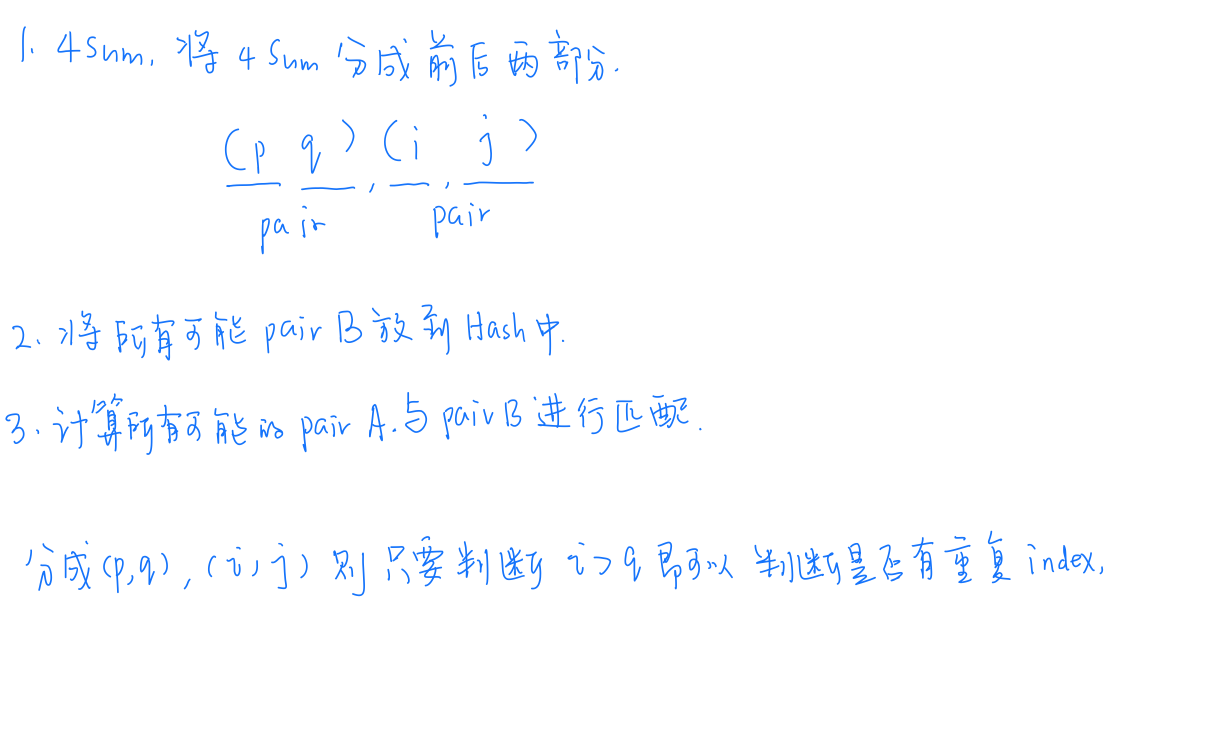 1. 4Sum, 将 4 Sum 分成前后两部分.
(p q) (i j)
pair pair
2. 将所有可能 pair B 放到 Hash 中.
3. 计算所有可能的 pair A. 与 pair B 进行匹配.
分成(p,q), (i,j) 则只要判断 i>q 即可以判断是否有重复 index,